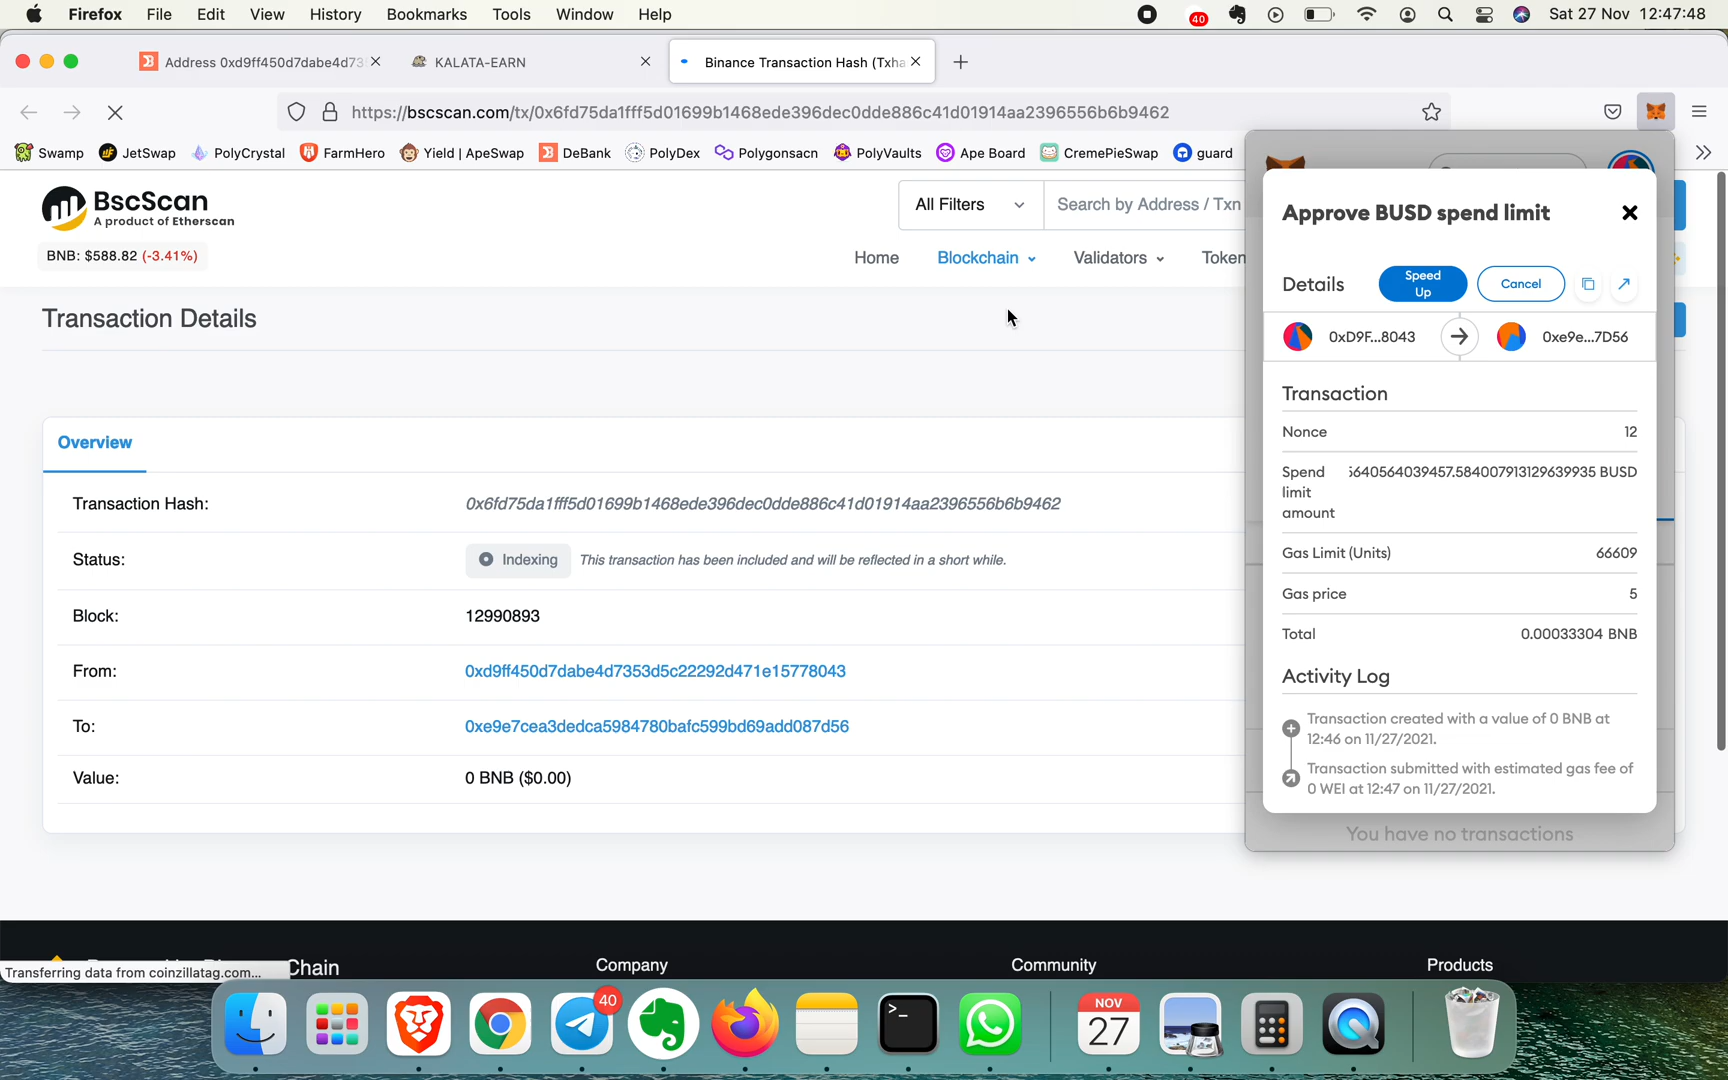 Firefox File Edit View History Bookmarks Tools Window Help 40 Sat 27 Nov 12:47:48
Address 0xd9ff450d7dabe4d73 KALATA-EARN Binance Transaction Hash (Txha
https://bscscan.com/tx/0x6fd75da1fff5d01699b1468ede396dec0dde886c41d01914aa2396556b6b9462
Swamp JetSwap PolyCrystal FarmHero Yield | ApeSwap DeBank PolyDex Polygonsacn PolyVaults Ape Board CremePieSwap guard
BscScan
A product of Etherscan
All Filters Search by Address / Txn
BNB: $588.82 (-3.41%)
Home Blockchain Validators Token
Transaction Details
Overview
Transaction Hash: 0x6fd75da1fff5d01699b1468ede396dec0dde886c41d01914aa2396556b6b9462
Status: Indexing This transaction has been included and will be reflected in a short while.
Block: 12990893
From: 0xd9ff450d7dabe4d7353d5c22292d471e15778043
To: 0xe9e7cea3dedca5984780bafc599bd69add087d56
Value: 0 BNB ($0.00)
Approve BUSD spend limit
Details Speed Up Cancel
0xD9F...8043 0xe9e...7D56
Transaction
Nonce 12
Spend limit amount 5640564039457.584007913129639935 BUSD
Gas Limit (Units) 66609
Gas price 5
Total 0.00033304 BNB
Activity Log
Transaction created with a value of 0 BNB at
12:46 on 11/27/2021.
Transaction submitted with estimated gas fee of
0 WEI at 12:47 on 11/27/2021.
You have no transactions
Chain Company Community Products
Transferring data from coinzillatag.com...
40
NOV
27